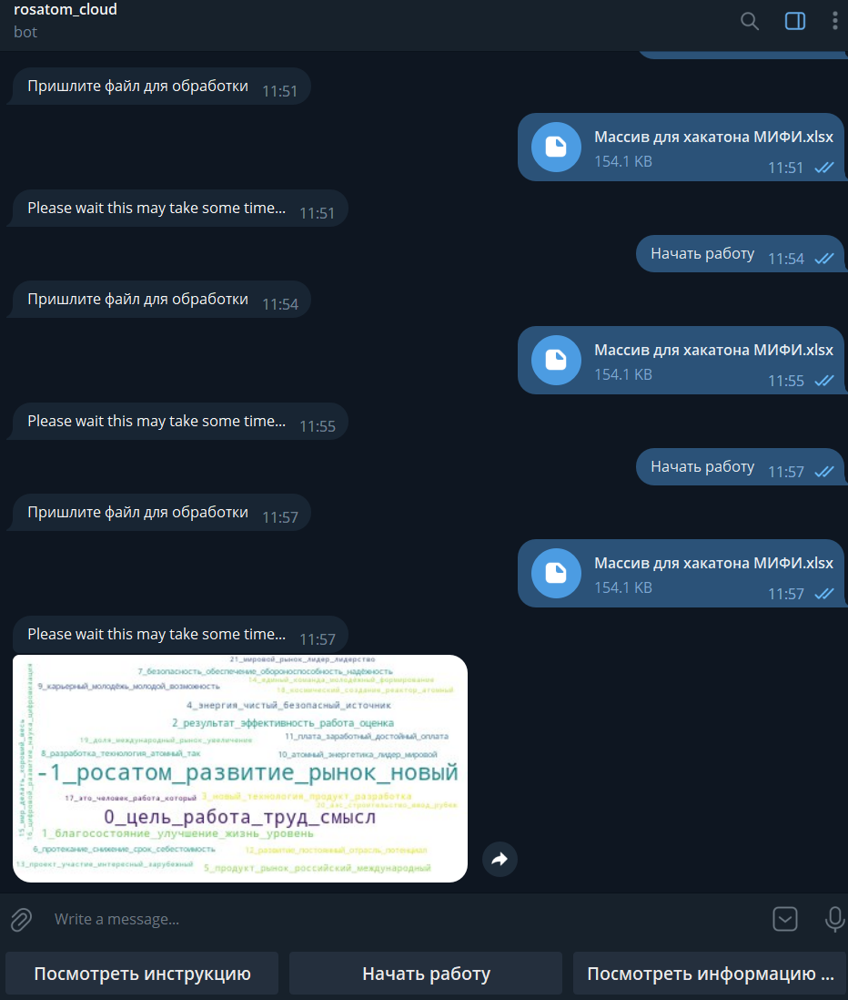 rosatom_cloud
bot
Пришлите файл для обработки 11:51
Массив для хакатона МИФИ.xlsx
154.1 KB
11:51
Please wait this may take some time... 11:51
Начать работу 11:54
Пришлите файл для обработки 11:54
Массив для хакатона МИФИ.xlsx
154.1 KB
11:55
Please wait this may take some time... 11:55
Начать работу 11:57
Пришлите файл для обработки 11:57
Массив для хакатона МИФИ.xlsx
154.1 KB
11:57
Please wait this may take some time... 11:57
21_мировой_рынок_лидер_лидерство
7_безопасность_обеспечение_обороноспособность_надёжность
14_единый_команда_молодежный_формирование
9_карьерный_молодёжь_молодой_возможность
18_космический_создание_реактор_атомный
4_энергия_чистый_безопасный_источник
2_результат_эффективность_работа_оценка
19_доля_международный_рынок_увеличение
11_плата_заработный_достойный_оплата
8_разработка_технология_атомный_так
10_атомный_энергетика_лидер_мировой
-1_росатом_развитие_рынок_новый
17_это_человек_работа_который
3_новый_технология_продукт_разработка
20_аэс_строительство_ввод_рубеж
0_цель_работа_труд_смысл
1_благосостояние_улучшение_жизнь_уровень
6_протекание_снижение_срок_себестоимость
12_развитие_постоянный_отрасль_потенциал
13_проект_участие_интересный_зарубежный
5_продукт_рынок_российский_международный
15_мир_делать_хороший_весь
16_цифровой_развитие_наука_цифровизация
Write a message...
Посмотреть инструкцию
Начать работу
Посмотреть информацию ...